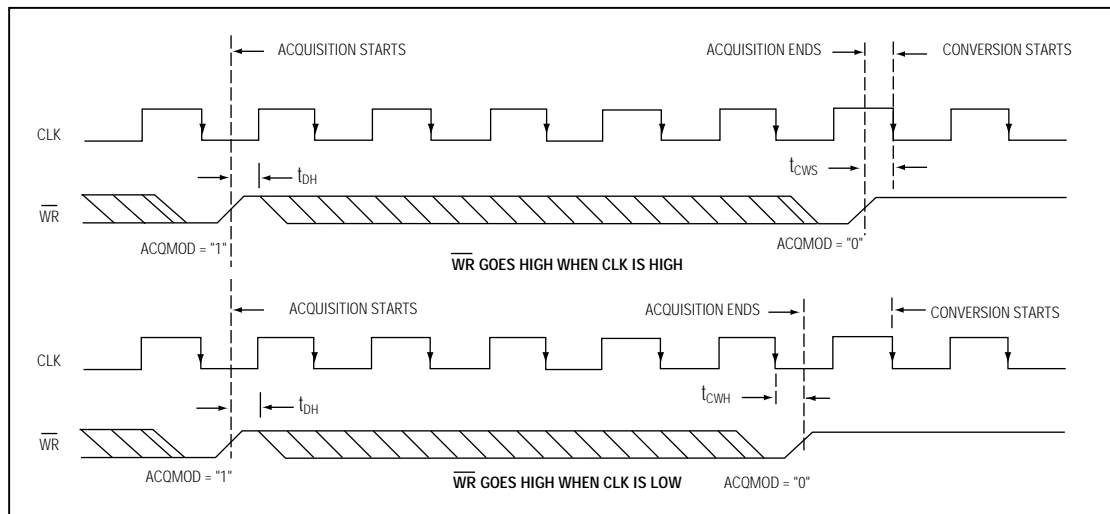 ACQUISITION STARTS
ACQUISITION ENDS
CONVERSION STARTS
CLK
tDH
tCWS
WR
ACQMOD = "1"
ACQMOD = "0"
WR GOES HIGH WHEN CLK IS HIGH
ACQUISITION STARTS
ACQUISITION ENDS
CONVERSION STARTS
CLK
tDH
tCWH
WR
ACQMOD = "1"
WR GOES HIGH WHEN CLK IS LOW
ACQMOD = "0"